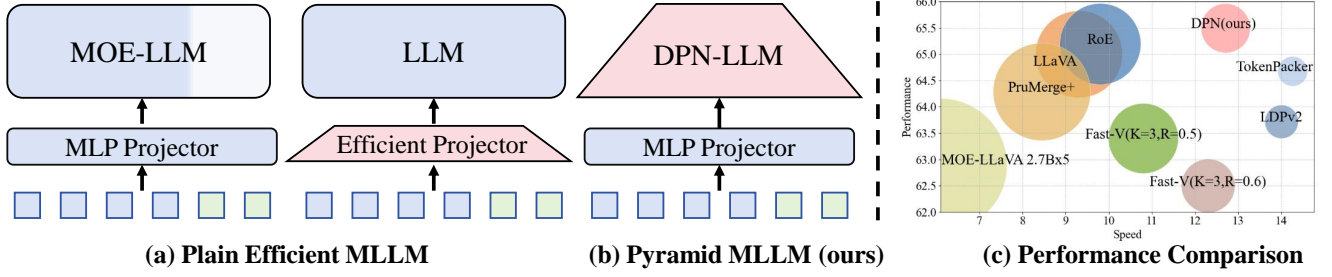 MOE-LLM
MLP Projector
LLM
Efficient Projector
(a) Plain Efficient MLLM
DPN-LLM
MLP Projector
(b) Pyramid MLLM (ours)
66.0
65.5
65.0
64.5
64.0
63.5
63.0
62.5
62.0
Performance
DPN(ours)
RoE
LLaVA
TokenPacker
PruMerge+
LDPv2
Fast-V(K=3,R=0.5)
MOE-LLaVA 2.7Bx5
Fast-V(K=3,R=0.6)
7 8 9 10 11 12 13 14
Speed
(c) Performance Comparison